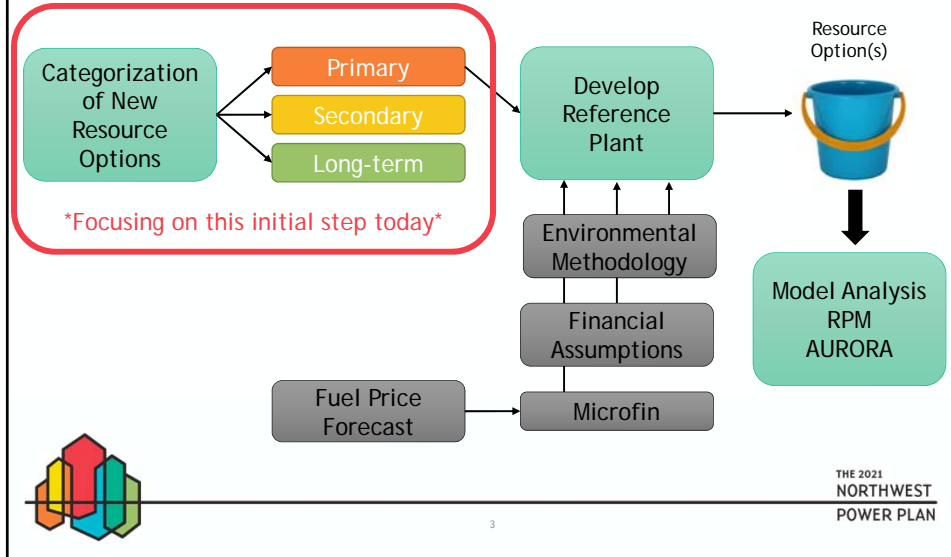 Categorization
of New
Resource
Options
Primary
Secondary
Long-term
*Focusing on this initial step today*
Develop
Reference
Plant
Resource
Option(s)
Environmental
Methodology
Financial
Assumptions
Fuel Price
Forecast
Microfin
Model Analysis
RPM
AURORA
3
THE 2021
NORTHWEST
POWER PLAN